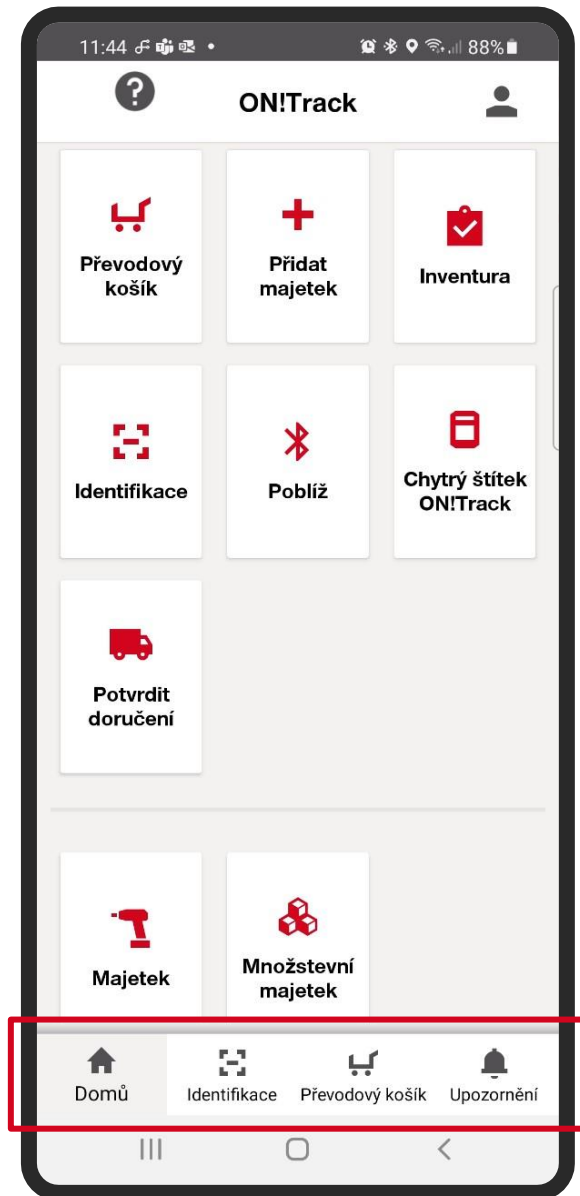 11:44
88%
ON!Track
Převodový
košík
Přidat
majetek
Inventura
Identifikace
Poblíž
Chytrý štítek
ON!Track
Potvrdit
doručení
Majetek
Množstevní
majetek
Domů
Identifikace
Převodový košík
Upozornění